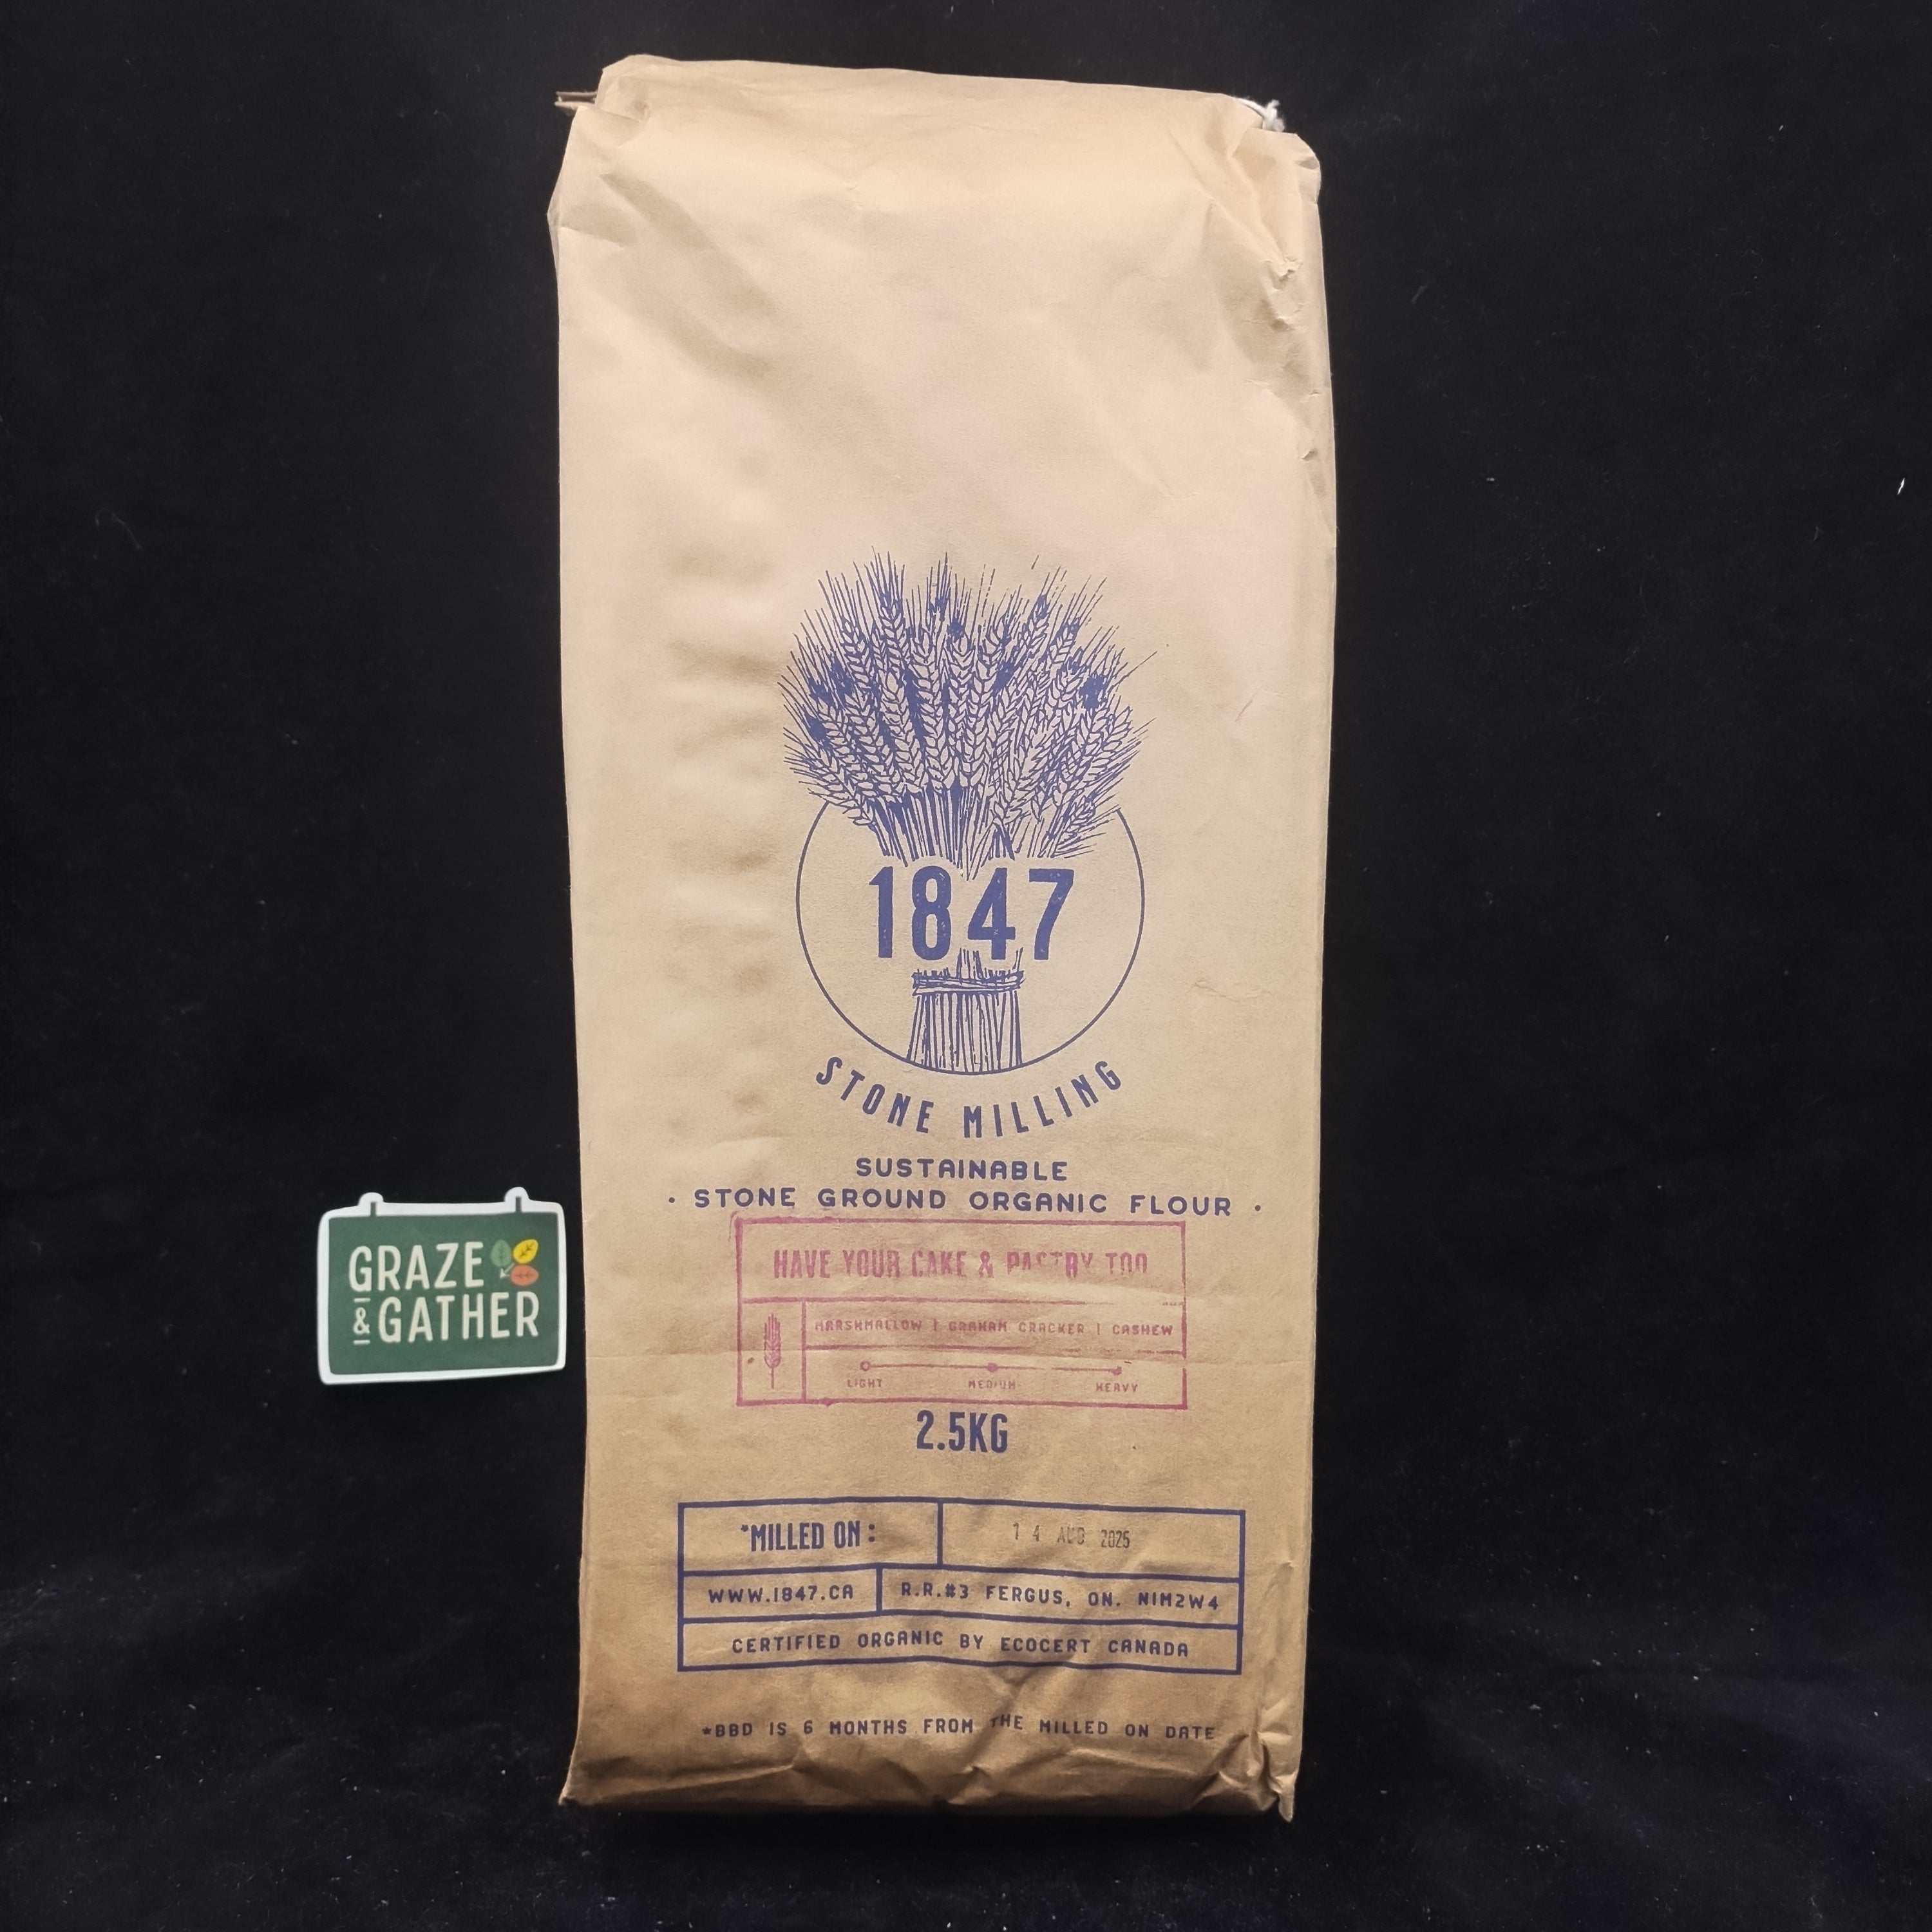 1847
STONE MILLING
SUSTAINABLE
· STONE GROUND ORGANIC FLOUR ·
HAVE YOUR CAKE & PASTRY TOO
MARSHMALLOW | GRAHAM CRACKER | CASHEW
LIGHT MEDIUM HEAVY
2.5KG
*MILLED ON: 14 AUG 2025
WWW.1847.CA R.R.#3 FERGUS, ON. N1M2W4
CERTIFIED ORGANIC BY ECOCERT CANADA
*BBD IS 6 MONTHS FROM THE MILLED ON DATE
GRAZE
& GATHER